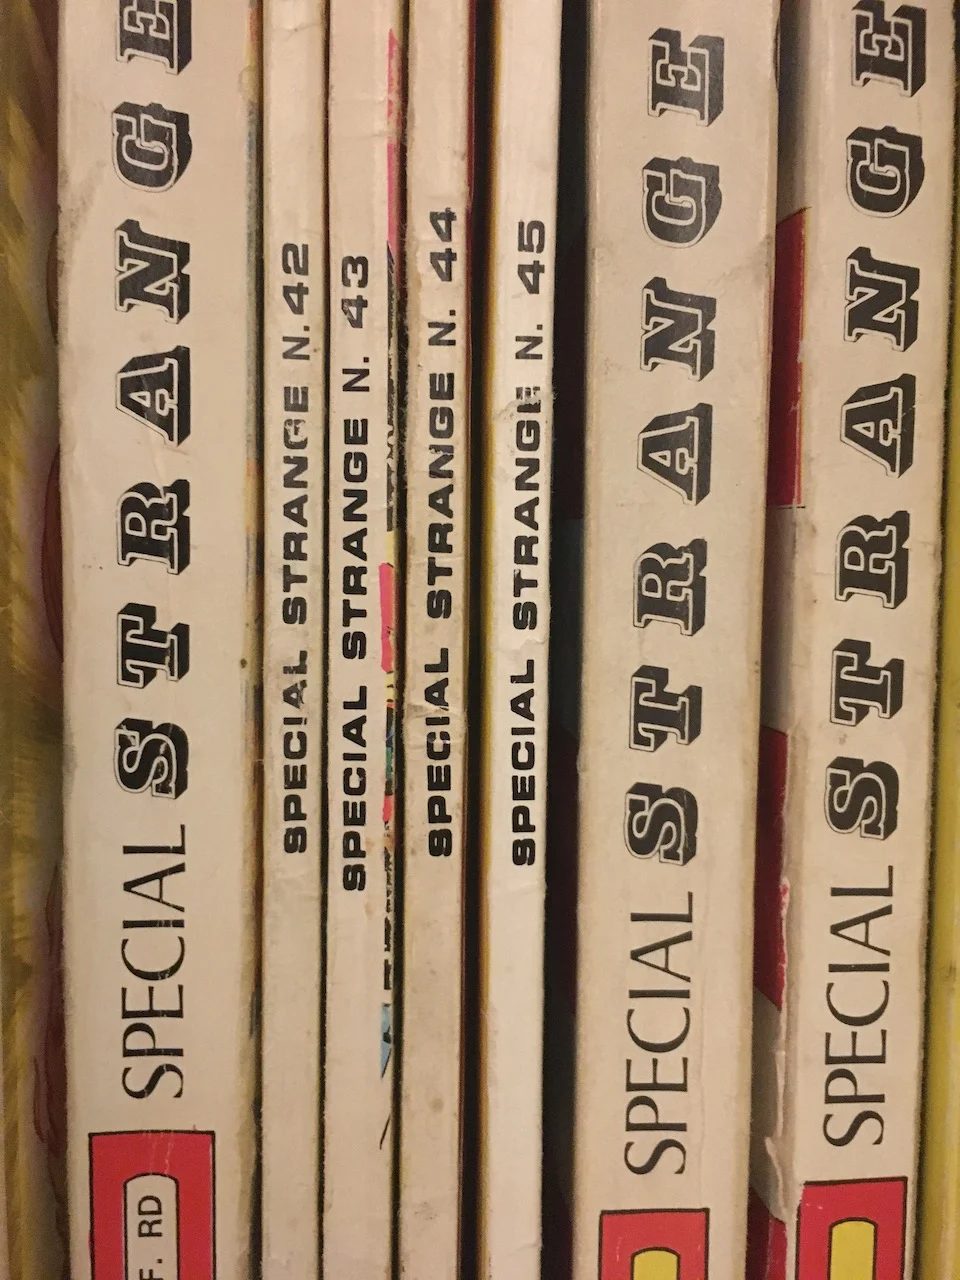 SPECIAL STRANGE
F. RD
SPECIAL STRANGE N.42
SPECIAL STRANGE N. 43
SPECIAL STRANGE N. 44
SPECIAL STRANGE N. 45
SPECIAL STRANGE
SPECIAL STRANGE